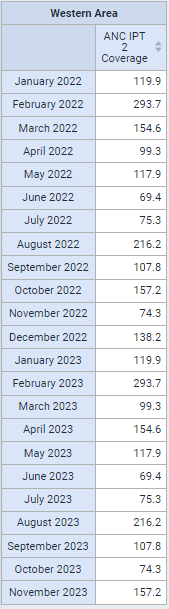 Western Area
ANC IPT
2
Coverage
January 2022 119.9
February 2022 293.7
March 2022 154.6
April 2022 99.3
May 2022 117.9
June 2022 69.4
July 2022 75.3
August 2022 216.2
September 2022 107.8
October 2022 157.2
November 2022 74.3
December 2022 138.2
January 2023 119.9
February 2023 293.7
March 2023 99.3
April 2023 154.6
May 2023 117.9
June 2023 69.4
July 2023 75.3
August 2023 216.2
September 2023 107.8
October 2023 74.3
November 2023 157.2